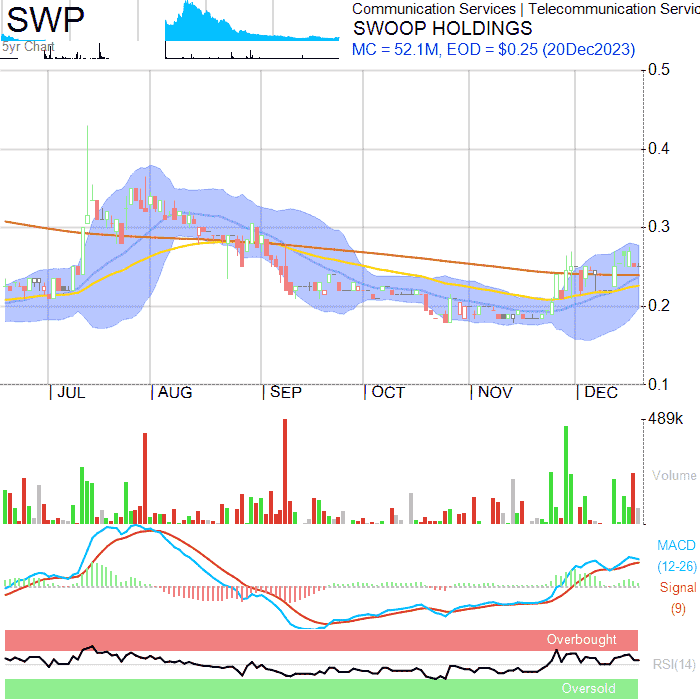 SWP
5yr Chart
Communication Services | Telecommunication Servic
SWOOP HOLDINGS
MC = 52.1M, EOD = $0.25 (20Dec2023)
0.5
0.4
0.3
0.2
0.1
| JUL | AUG | SEP | OCT | NOV | DEC
489k
Volume
MACD
(12-26)
Signal
(9)
Overbought
RSI(14)
Oversold